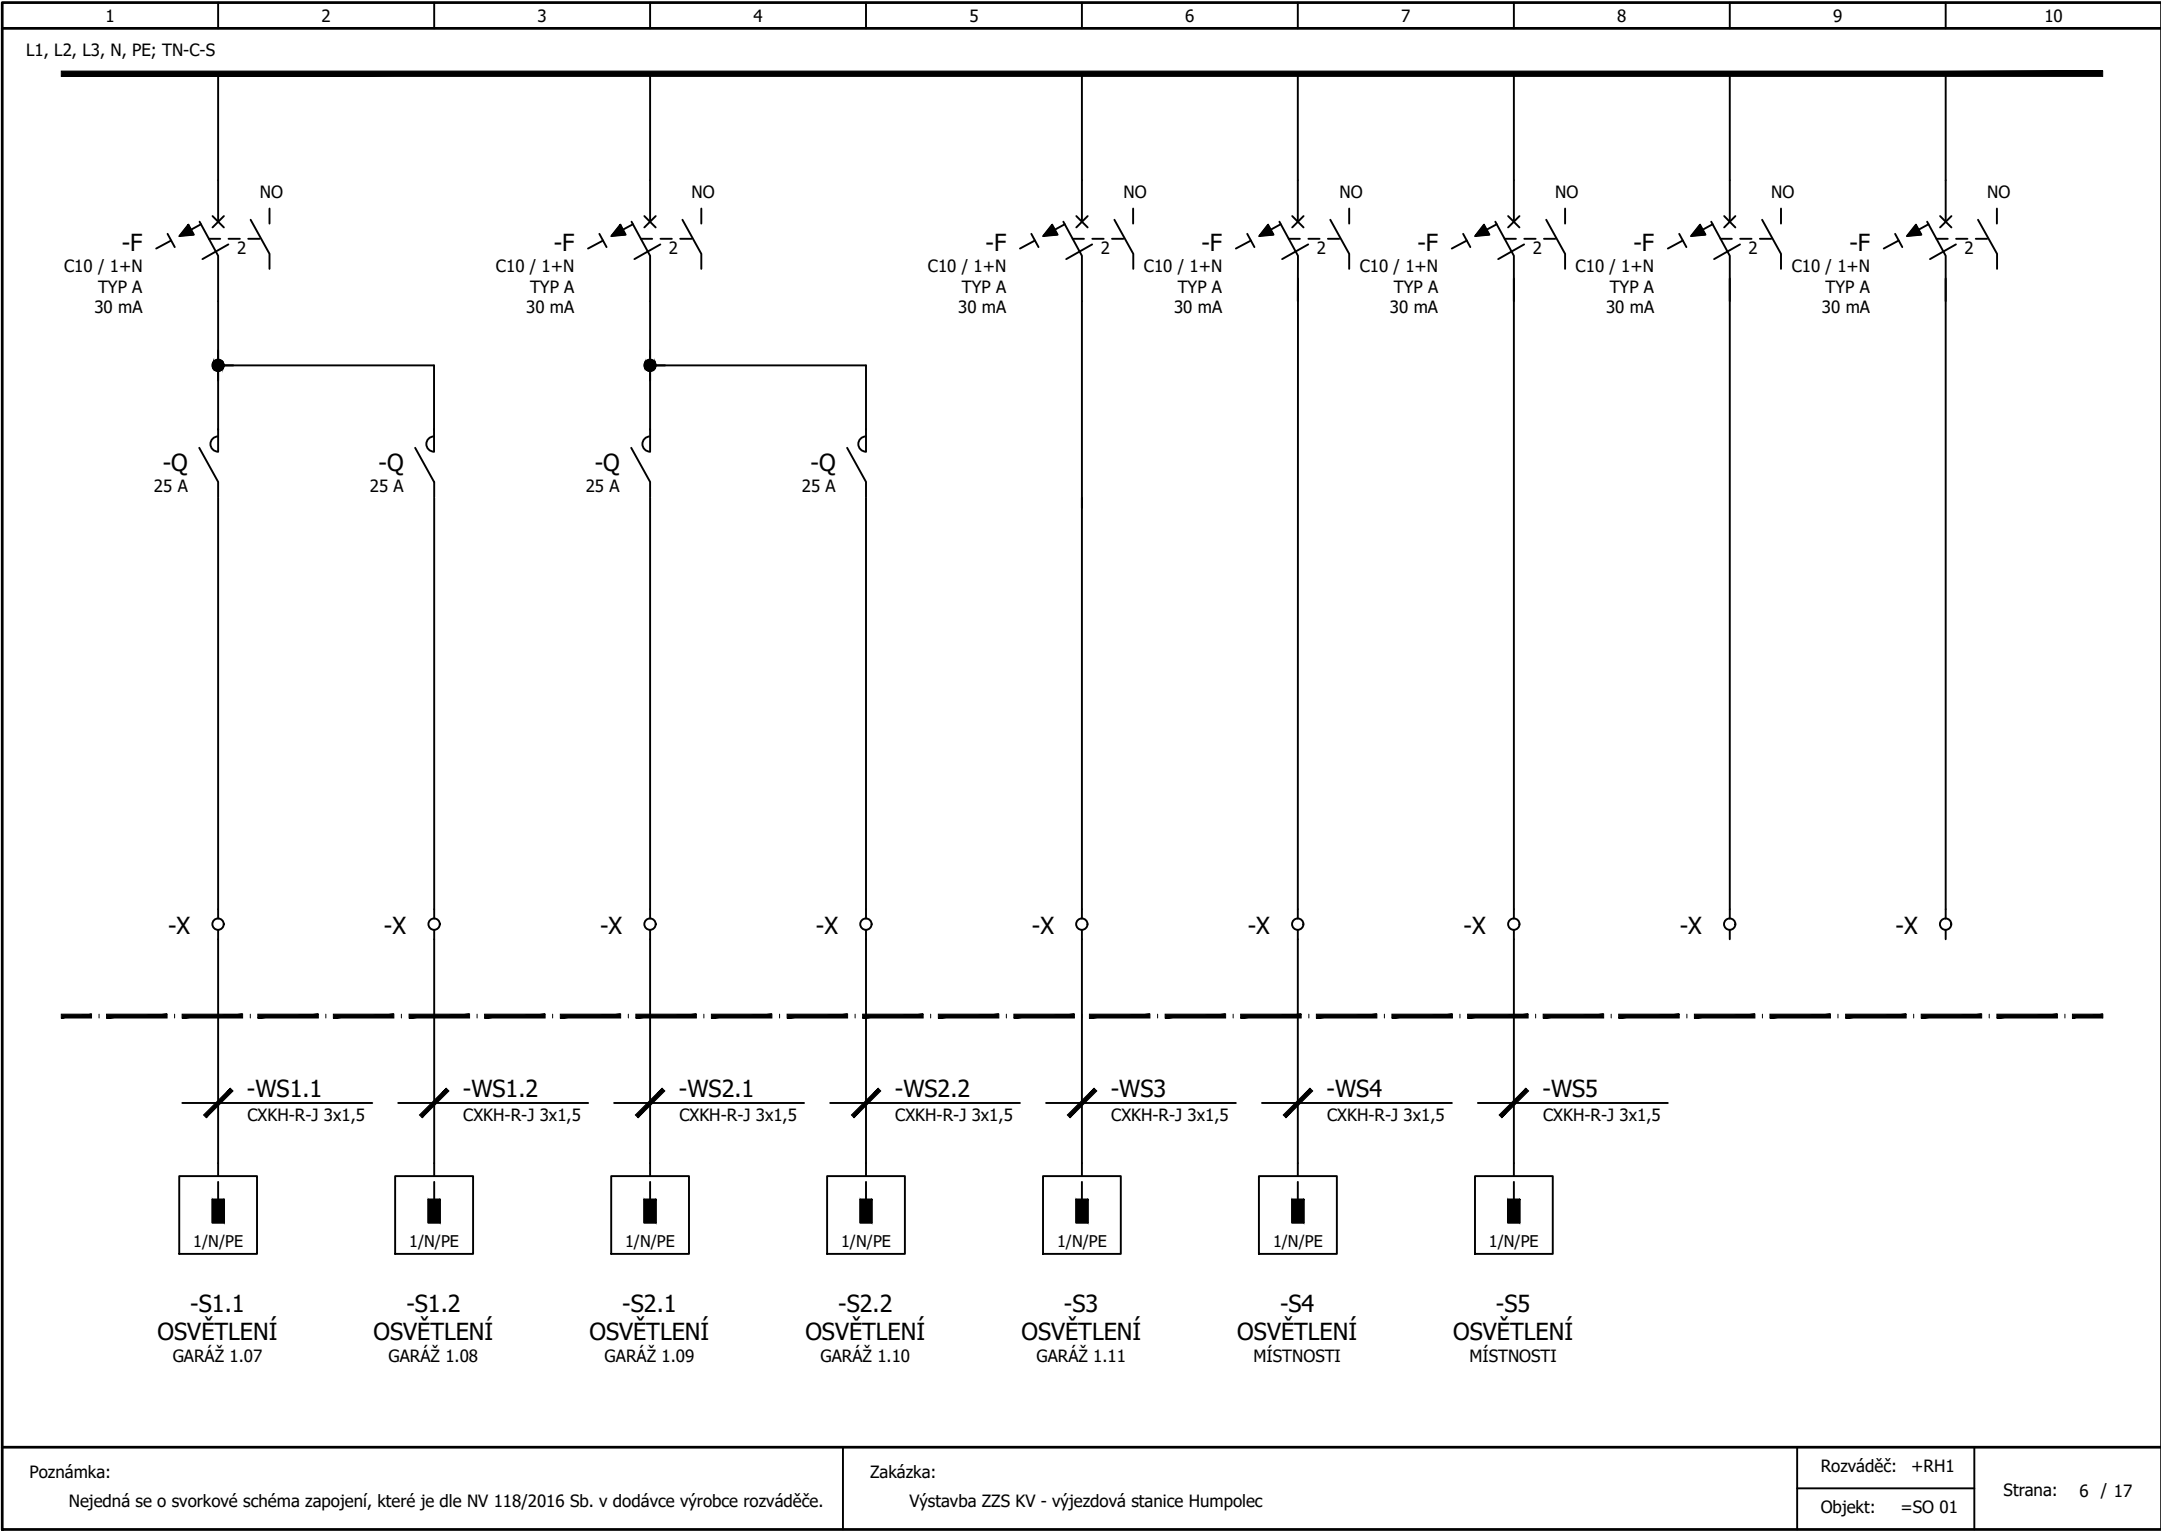 1 2 3 4 5 6 7 8 9 10
L1, L2, L3, N, PE; TN-C-S
NO NO NO NO NO NO NO
-F 2 -F 2 -F 2 -F 2 -F 2 -F 2 -F 2
C10 / 1+N C10 / 1+N C10 / 1+N C10 / 1+N C10 / 1+N C10 / 1+N C10 / 1+N
TYP A TYP A TYP A TYP A TYP A TYP A TYP A
30 mA 30 mA 30 mA 30 mA 30 mA 30 mA 30 mA
-Q -Q -Q -Q
25 A 25 A 25 A 25 A
-X -X -X -X -X -X -X -X -X
-WS1.1 -WS1.2 -WS2.1 -WS2.2 -WS3 -WS4 -WS5
CXKH-R-J 3x1,5 CXKH-R-J 3x1,5 CXKH-R-J 3x1,5 CXKH-R-J 3x1,5 CXKH-R-J 3x1,5 CXKH-R-J 3x1,5 CXKH-R-J 3x1,5
1/N/PE 1/N/PE 1/N/PE 1/N/PE 1/N/PE 1/N/PE 1/N/PE
-S1.1 -S1.2 -S2.1 -S2.2 -S3 -S4 -S5
OSVĚTLENÍ OSVĚTLENÍ OSVĚTLENÍ OSVĚTLENÍ OSVĚTLENÍ OSVĚTLENÍ OSVĚTLENÍ
GARÁŽ 1.07 GARÁŽ 1.08 GARÁŽ 1.09 GARÁŽ 1.10 GARÁŽ 1.11 MÍSTNOSTI MÍSTNOSTI
Poznámka:
Nejedná se o svorkové schéma zapojení, které je dle NV 118/2016 Sb. v dodávce výrobce rozváděče.
Zakázka:
Výstavba ZZS KV - výjezdová stanice Humpolec
Rozváděč: +RH1
Objekt: =SO 01
Strana: 6 / 17